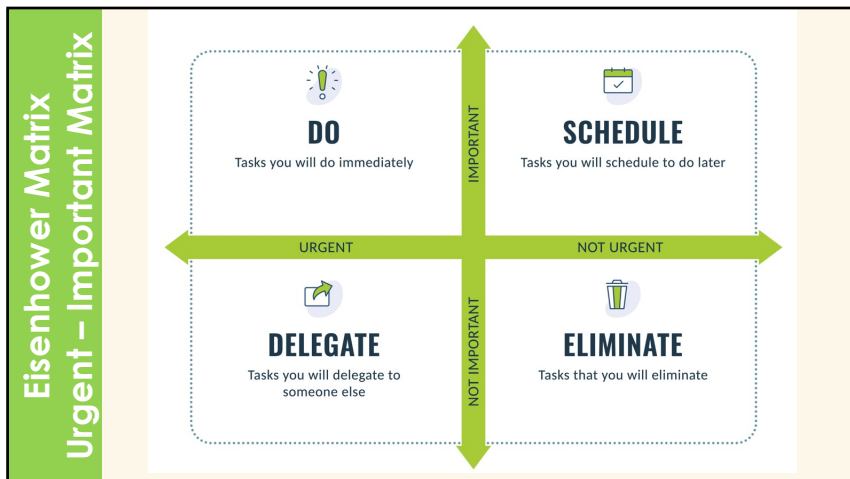 Eisenhower Matrix
Urgent – Important Matrix
DO
Tasks you will do immediately
IMPORTANT
SCHEDULE
Tasks you will schedule to do later
URGENT
NOT URGENT
DELEGATE
Tasks you will delegate to
someone else
NOT IMPORTANT
ELIMINATE
Tasks that you will eliminate